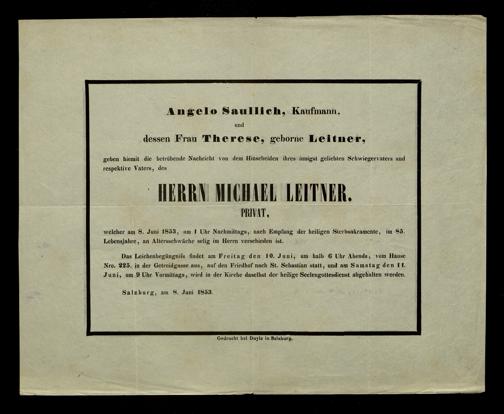 Angelo Saullich, Kaufmann,
und
dessen Frau Therese, geborne Leitner,
geben hiemit die betrübende Nachricht von dem Hinscheiden ihres innigst geliebten Schwiegervaters und
respektive Vaters, des
HERRN MICHAEL LEITNER,
PRIVAT,
welcher am 8. Juni 1853, um 1 Uhr Nachmittags, nach Empfang der heiligen Sterbsakramente, im 85.
Lebensjahre, an Altersschwäche selig im Herrn verschieden ist.
Das Leichenbegängniß findet am Freitag den 10. Juni, um halb 6 Uhr Abends, vom Hause
Nro. 225. in der Getreidgasse aus, auf den Friedhof nach St. Sebastian statt, und am Samstag den 11.
Juni, um 9 Uhr Vormittags, wird in der Kirche daselbst der heilige Seelengottesdienst abgehalten werden.
Salzburg, am 8. Juni 1853.
Gedruckt bei Duyle in Salzburg.